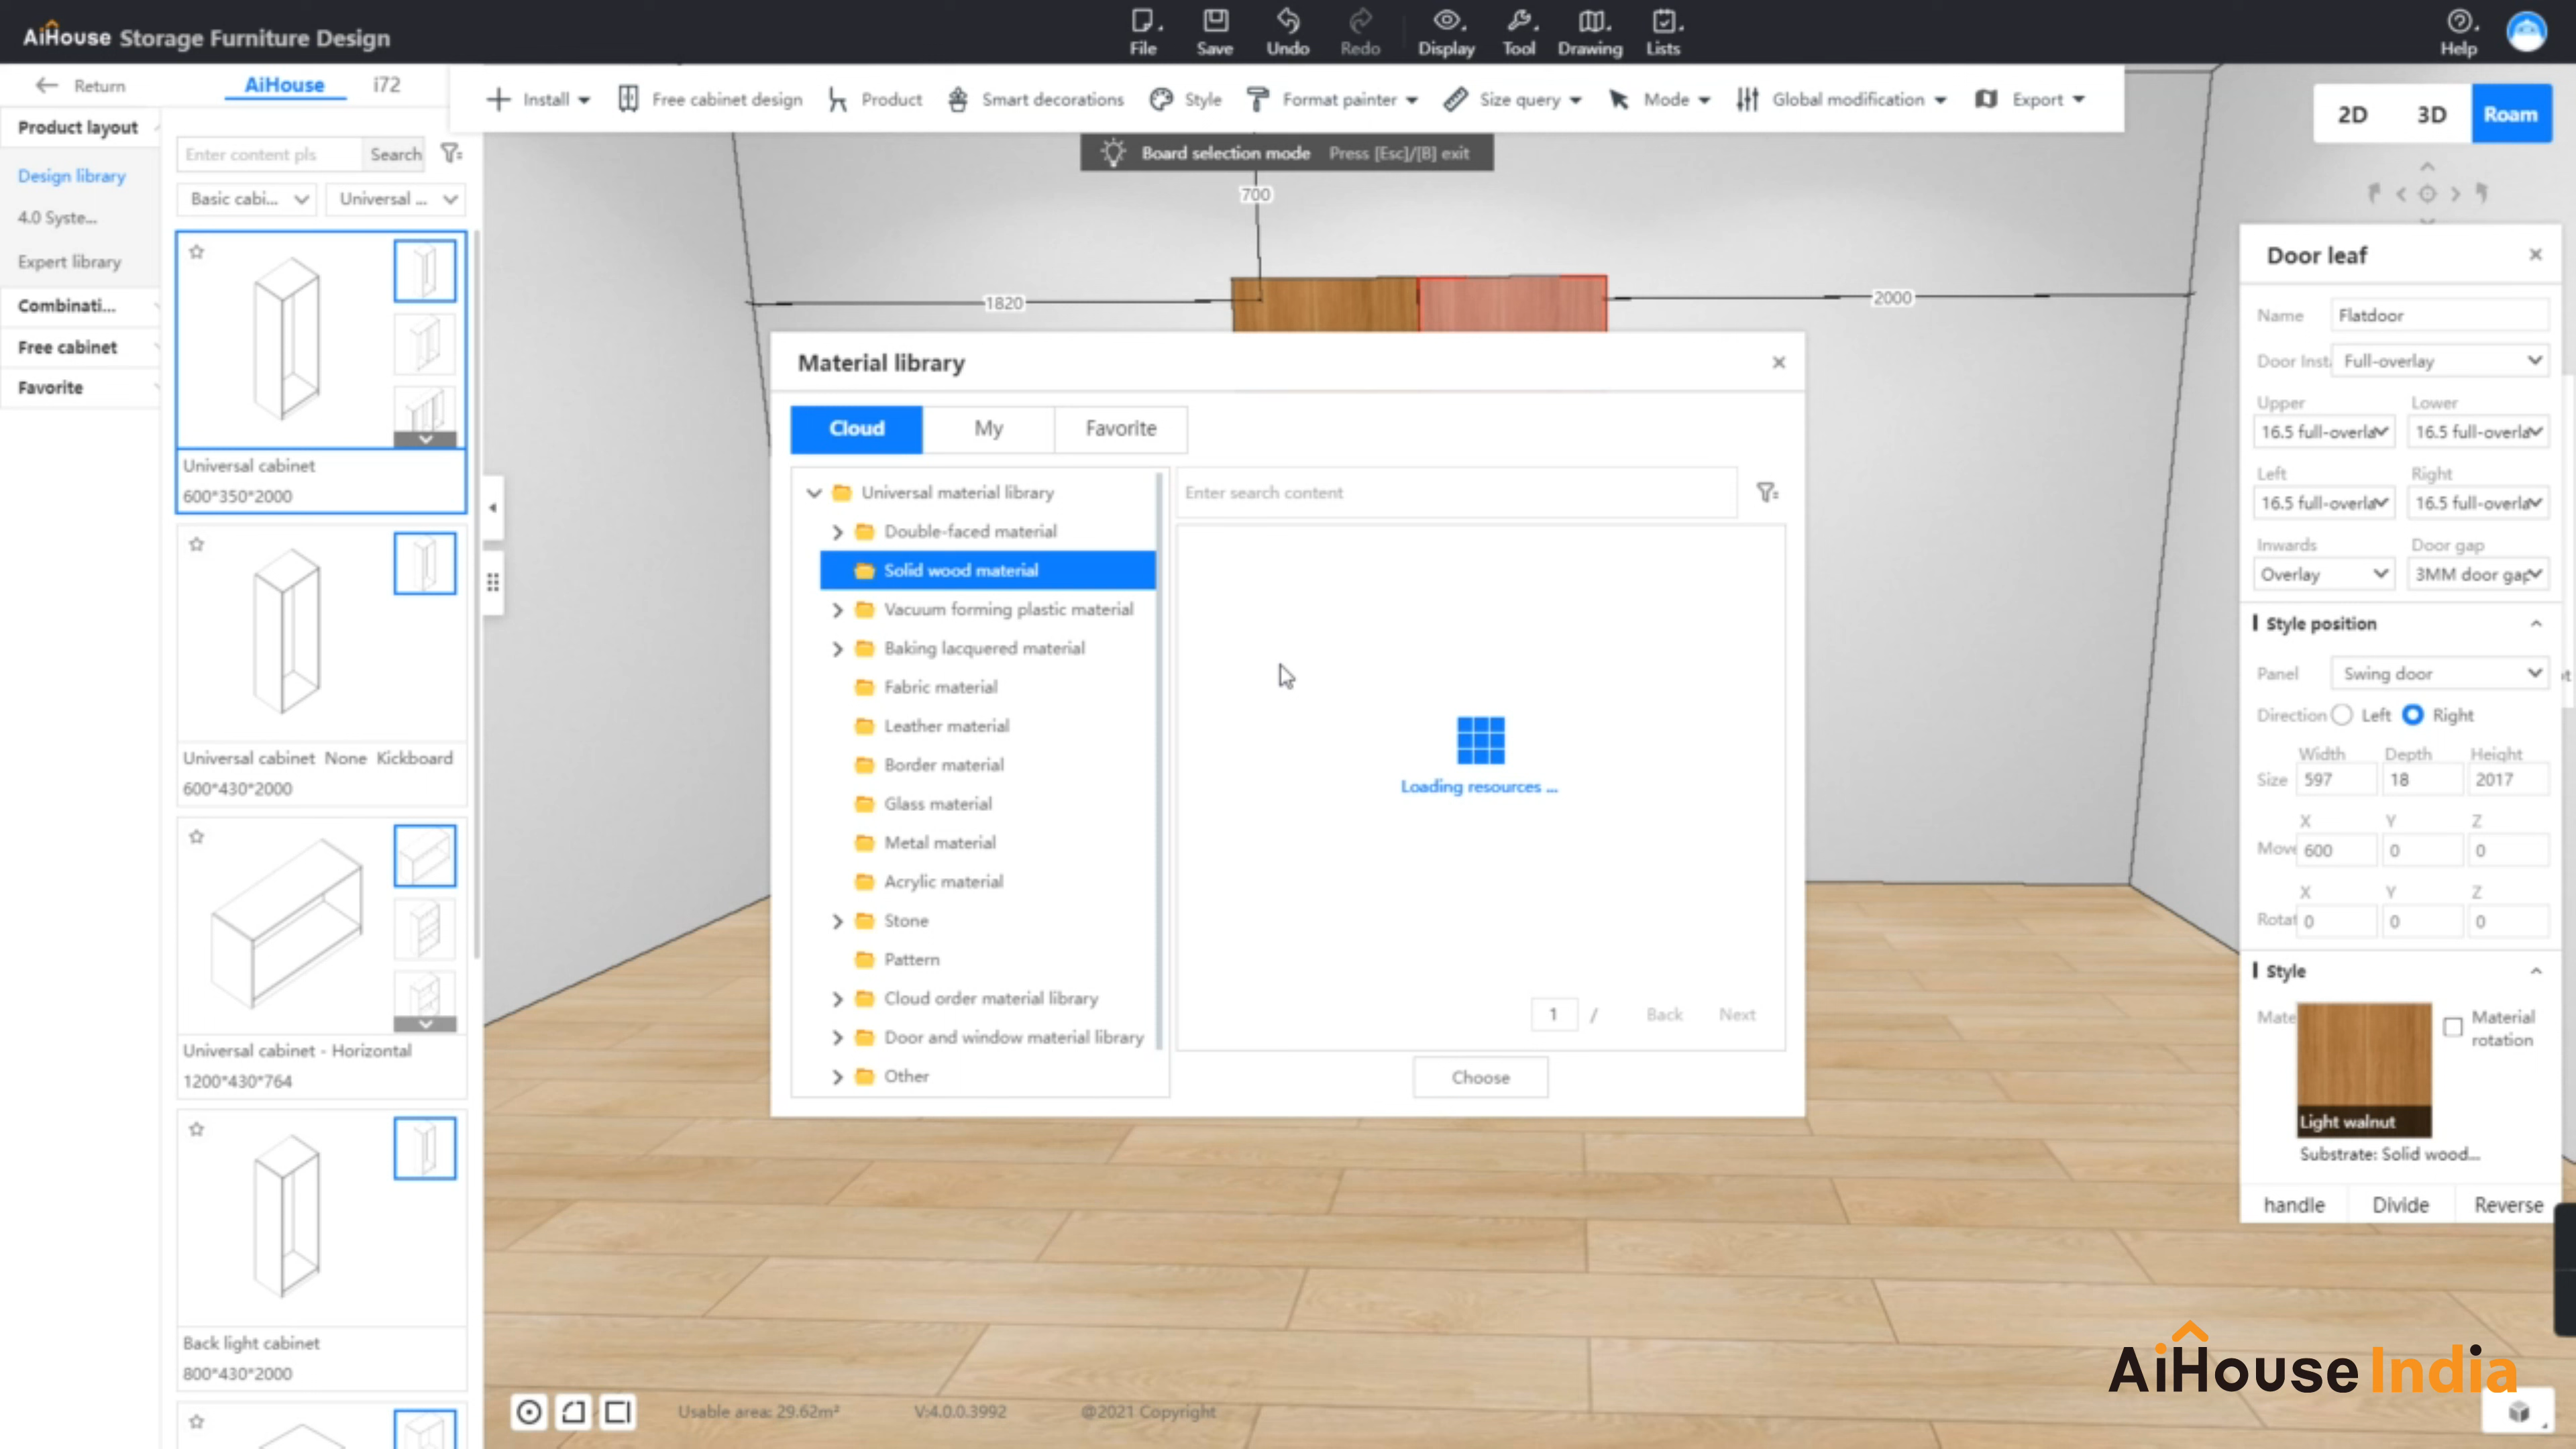 AiHouse Storage Furniture Design
File
Save
Undo
Redo
Display
Tool
Drawing
Lists
Help
Return
AiHouse
i72
Install
Free cabinet design
Product
Smart decorations
Style
Format painter
Size query
Mode
Global modification
Export
2D
3D
Roam
Product layout
Design library
4.0 Syste...
Expert library
Combinati...
Free cabinet
Favorite
Enter content pls
Search
Basic cabi...
Universal ...
Universal cabinet
600*350*2000
Universal cabinet None Kickboard
600*430*2000
Universal cabinet - Horizontal
1200*430*764
Back light cabinet
800*430*2000
Board selection mode Press [Esc]/[B] exit
700
1820
2000
Material library
Cloud
My
Favorite
Universal material library
Double-faced material
Solid wood material
Vacuum forming plastic material
Baking lacquered material
Fabric material
Leather material
Border material
Glass material
Metal material
Acrylic material
Stone
Pattern
Cloud order material library
Door and window material library
Other
Enter search content
Loading resources ...
1 /
Back
Next
Choose
Door leaf
Name Flatdoor
Door Inst. Full-overlay
Upper Lower
16.5 full-overla 16.5 full-overla
Left Right
16.5 full-overla 16.5 full-overla
Inwards Door gap
Overlay 3MM door gap
Style position
Panel Swing door
Direction Left Right
Width Depth Height
Size 597 18 2017
X Y Z
Move 600 0 0
X Y Z
Rotat 0 0 0
Style
Mate
Material
rotation
Light walnut
Substrate: Solid wood...
handle Divide Reverse
Usable area: 29.62m²
V:4.0.0.3992
@2021 Copyright
AiHouse India